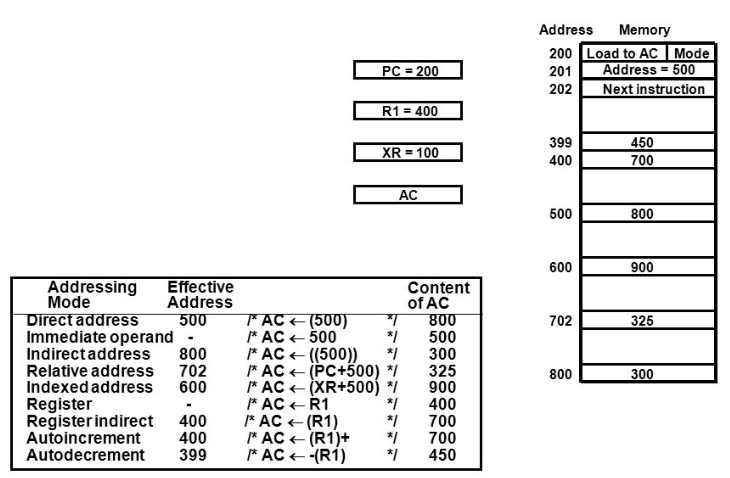 Address Memory
200 Load to AC Mode
PC = 200
201 Address = 500
202 Next instruction
R1 = 400
399 450
XR = 100
400 700
AC
500 800
600 900
Addressing Mode Effective Address Content of AC
Direct address 500 /* AC ← (500) */ 800
Immediate operand - /* AC ← 500 */ 500
Indirect address 800 /* AC ← ((500)) */ 300
Relative address 702 /* AC ← (PC+500) */ 325
Indexed address 600 /* AC ← (XR+500) */ 900
Register - /* AC ← R1 */ 400
Register indirect 400 /* AC ← (R1) */ 700
Autoincrement 400 /* AC ← (R1)+ */ 700
Autodecrement 399 /* AC ← -(R1) */ 450
702 325
800 300